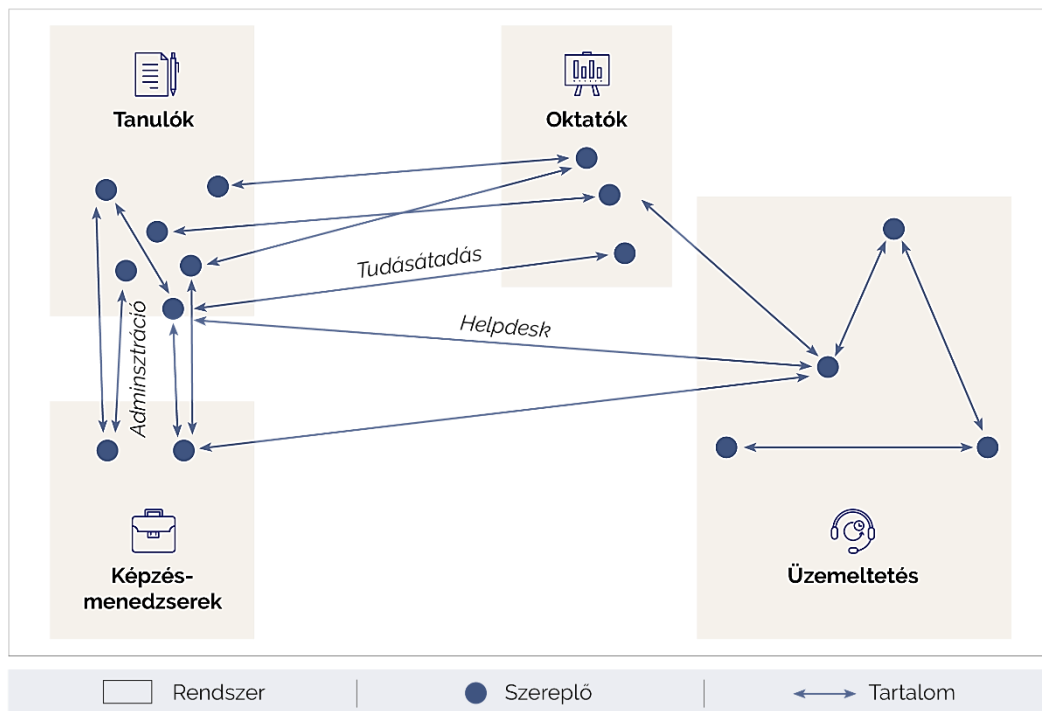 Tanulók
Oktatók
Tudásátadás
Helpdesk
Adminsztráció
Képzés-
menedzserek
Üzemeltetés
Rendszer
Szereplő
Tartalom